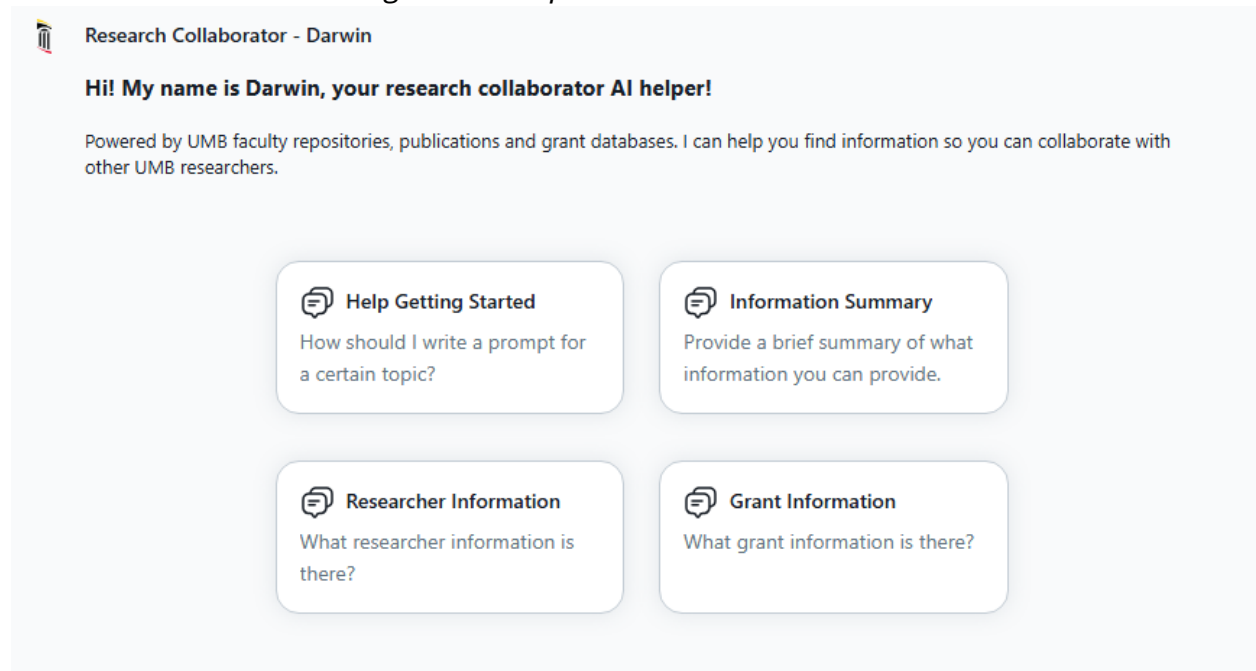 Research Collaborator - Darwin
Hi! My name is Darwin, your research collaborator AI helper!
Powered by UMB faculty repositories, publications and grant databases. I can help you find information so you can collaborate with
other UMB researchers.
Help Getting Started
How should I write a prompt for
a certain topic?
Information Summary
Provide a brief summary of what
information you can provide.
Researcher Information
What researcher information is
there?
Grant Information
What grant information is there?